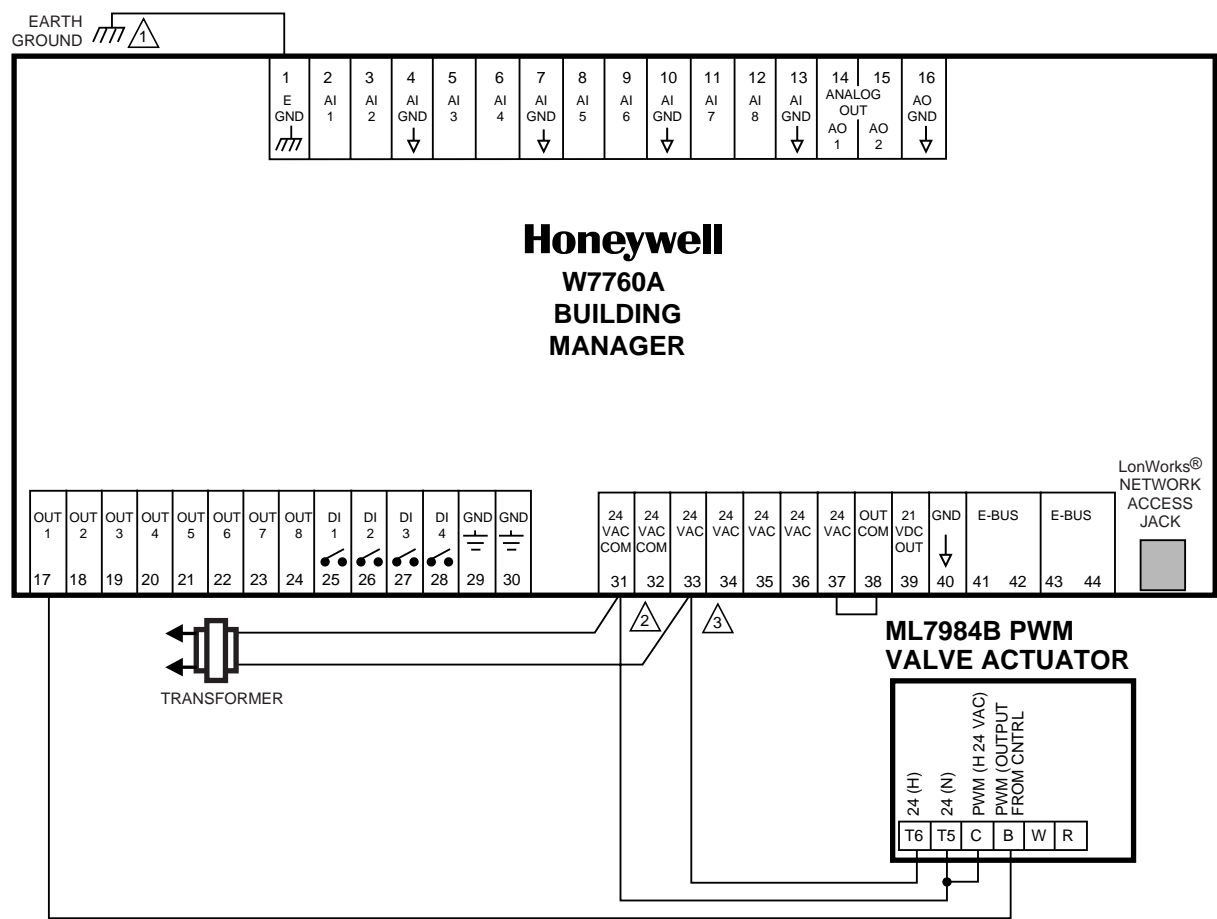 EARTH
GROUND
1
1 2 3 4 5 6 7 8 9 10 11 12 13 14 15 16
E GND
AI 1
AI 2
AI GND
AI 3
AI 4
AI GND
AI 5
AI 6
AI GND
AI 7
AI 8
AI GND
ANALOG
OUT
AO 1
AO 2
AO GND
Honeywell
W7760A
BUILDING
MANAGER
LonWorks®
NETWORK
ACCESS
JACK
OUT 1
OUT 2
OUT 3
OUT 4
OUT 5
OUT 6
OUT 7
OUT 8
DI 1
DI 2
DI 3
DI 4
GND
GND
17 18 19 20 21 22 23 24 25 26 27 28 29 30
24 VAC COM
24 VAC COM
24 VAC
24 VAC
24 VAC
24 VAC
24 VAC
OUT COM
21 VDC OUT
GND
E-BUS
E-BUS
31 32 33 34 35 36 37 38 39 40 41 42 43 44
2
3
TRANSFORMER
ML7984B PWM
VALVE ACTUATOR
24 (H)
24 (N)
PWM (H 24 VAC)
PWM (OUTPUT
FROM CNTRL
T6 T5 C B W R